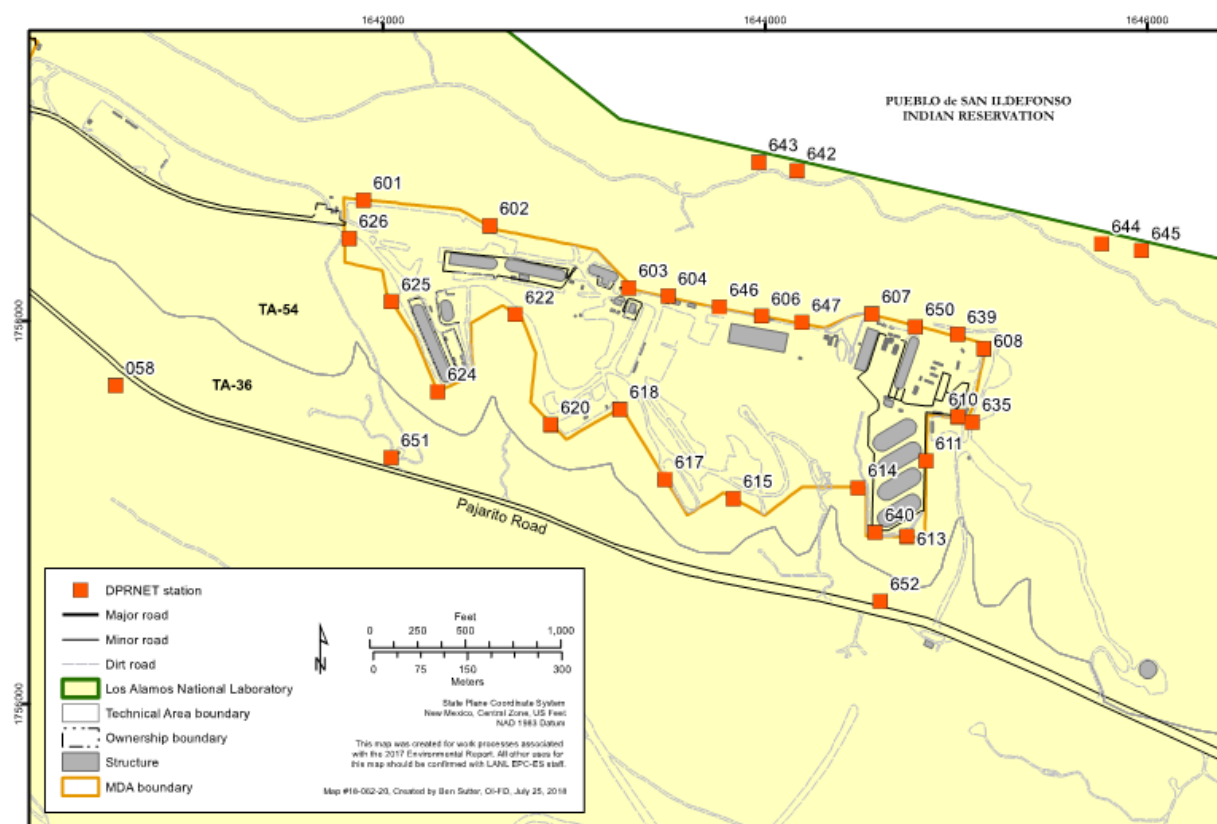 1642000
1644000
1646000
PUEBLO de SAN ILDEFONSO
INDIAN RESERVATION
643
642
601
602
626
644
645
603
604
625
622
646
606
647
607
650
639
608
1758000
TA-54
058
TA-36
624
618
620
610
635
651
611
617
615
614
640
613
Pajarito Road
652
DPRNET station
Major road
Minor road
Dirt road
Los Alamos National Laboratory
Technical Area boundary
Ownership boundary
Structure
MDA boundary
N
Feet
0 250 500 1,000
0 75 150 300
Meters
State Plane Coordinate System
New Mexico, Central Zone, US Feet
NAD 1983 Datum
This map was created for work processes associated
with the 2017 Environmental Report. All other uses for
this map should be confirmed with LANL EPC-ES staff.
Map #16-062-20, Created by Ben Sutter, OI-FD, July 25, 2018
1756000